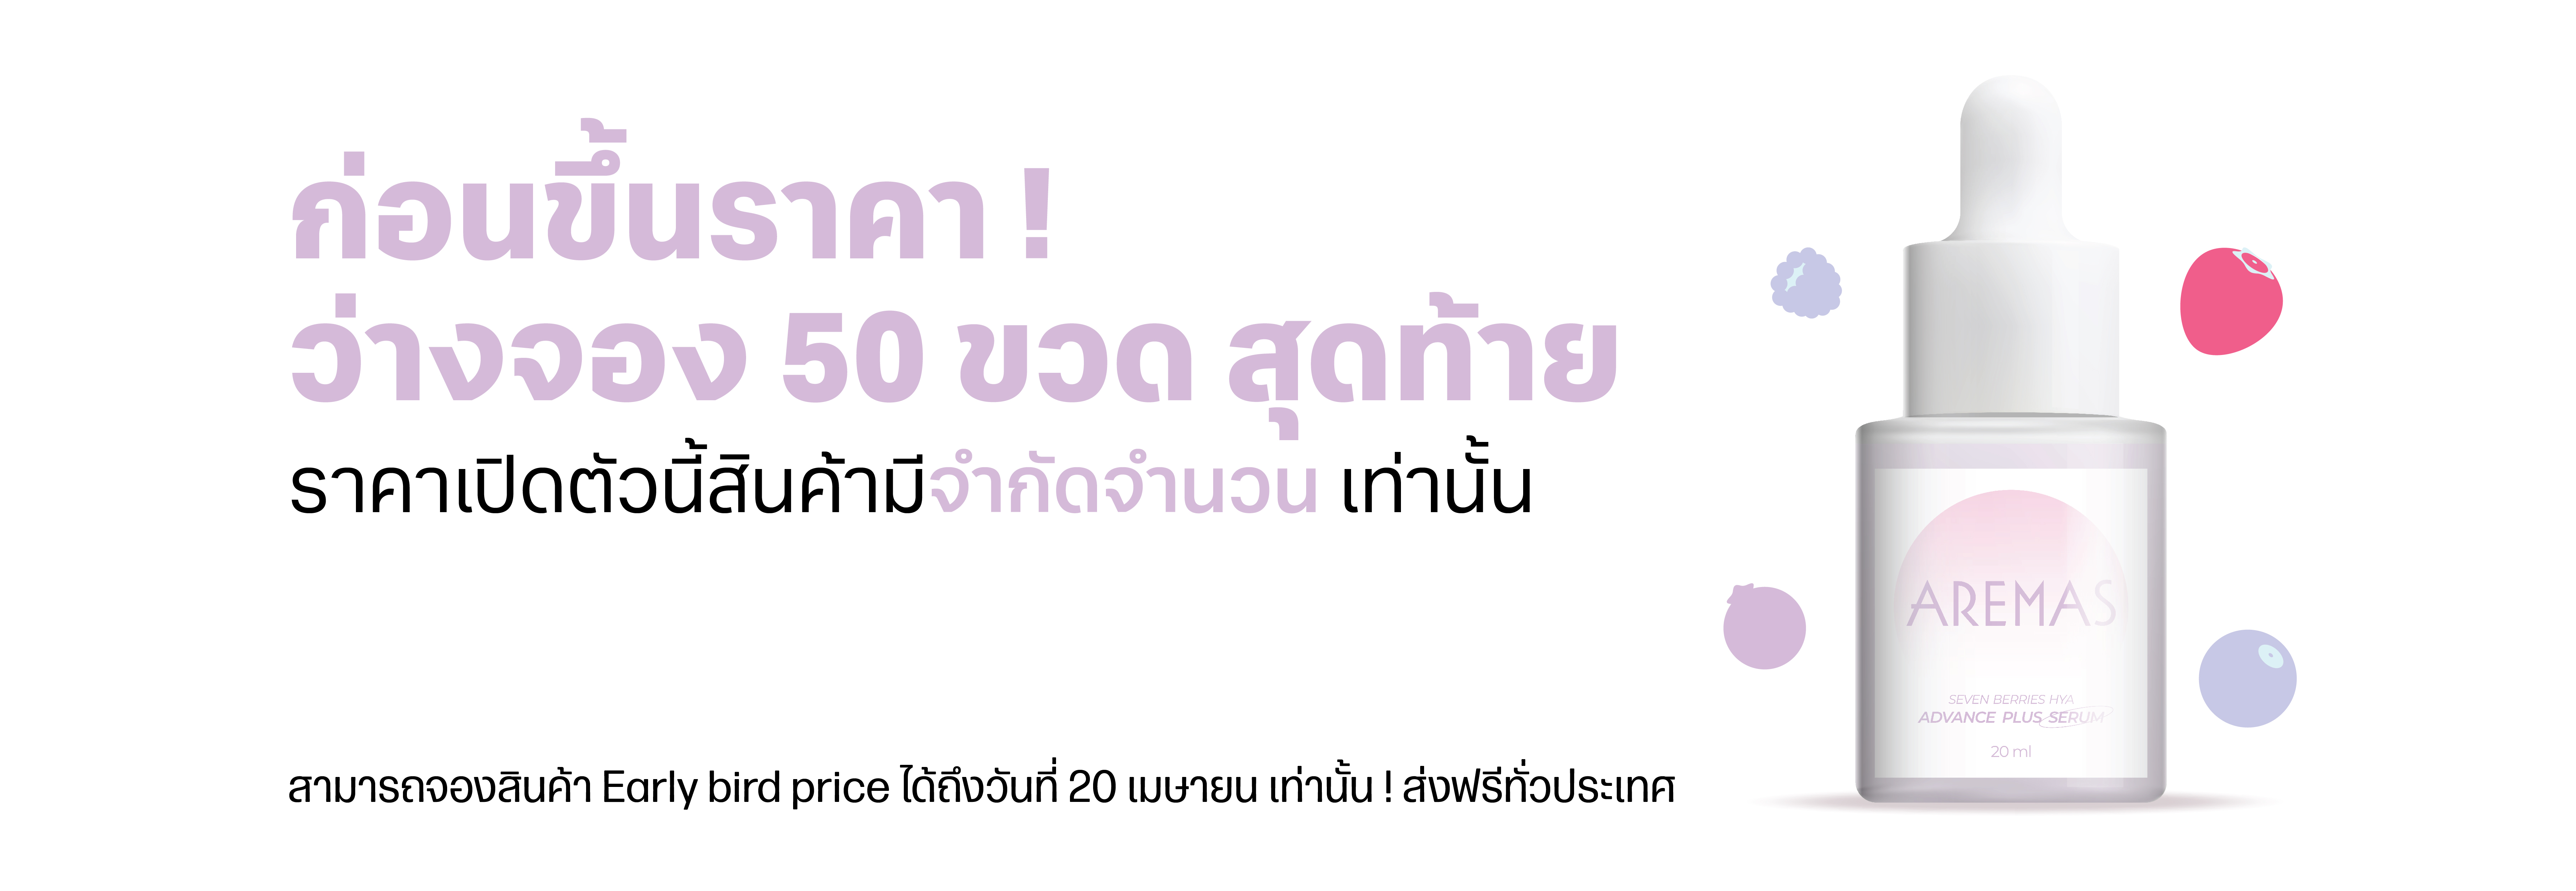 ก่อนขึ้นราคา !
ว่างจอง 50 ขวด สุดท้าย
ราคาเปิดตัวนี้สินค้ามีจำกัดจำนวน เท่านั้น
สามารถจองสินค้า Early bird price ได้ถึงวันที่ 20 เมษายน เท่านั้น ! ส่งฟรีทั่วประเทศ
AREMAS
SEVEN BERRIES HYA
ADVANCE PLUS SERUM
20 ml